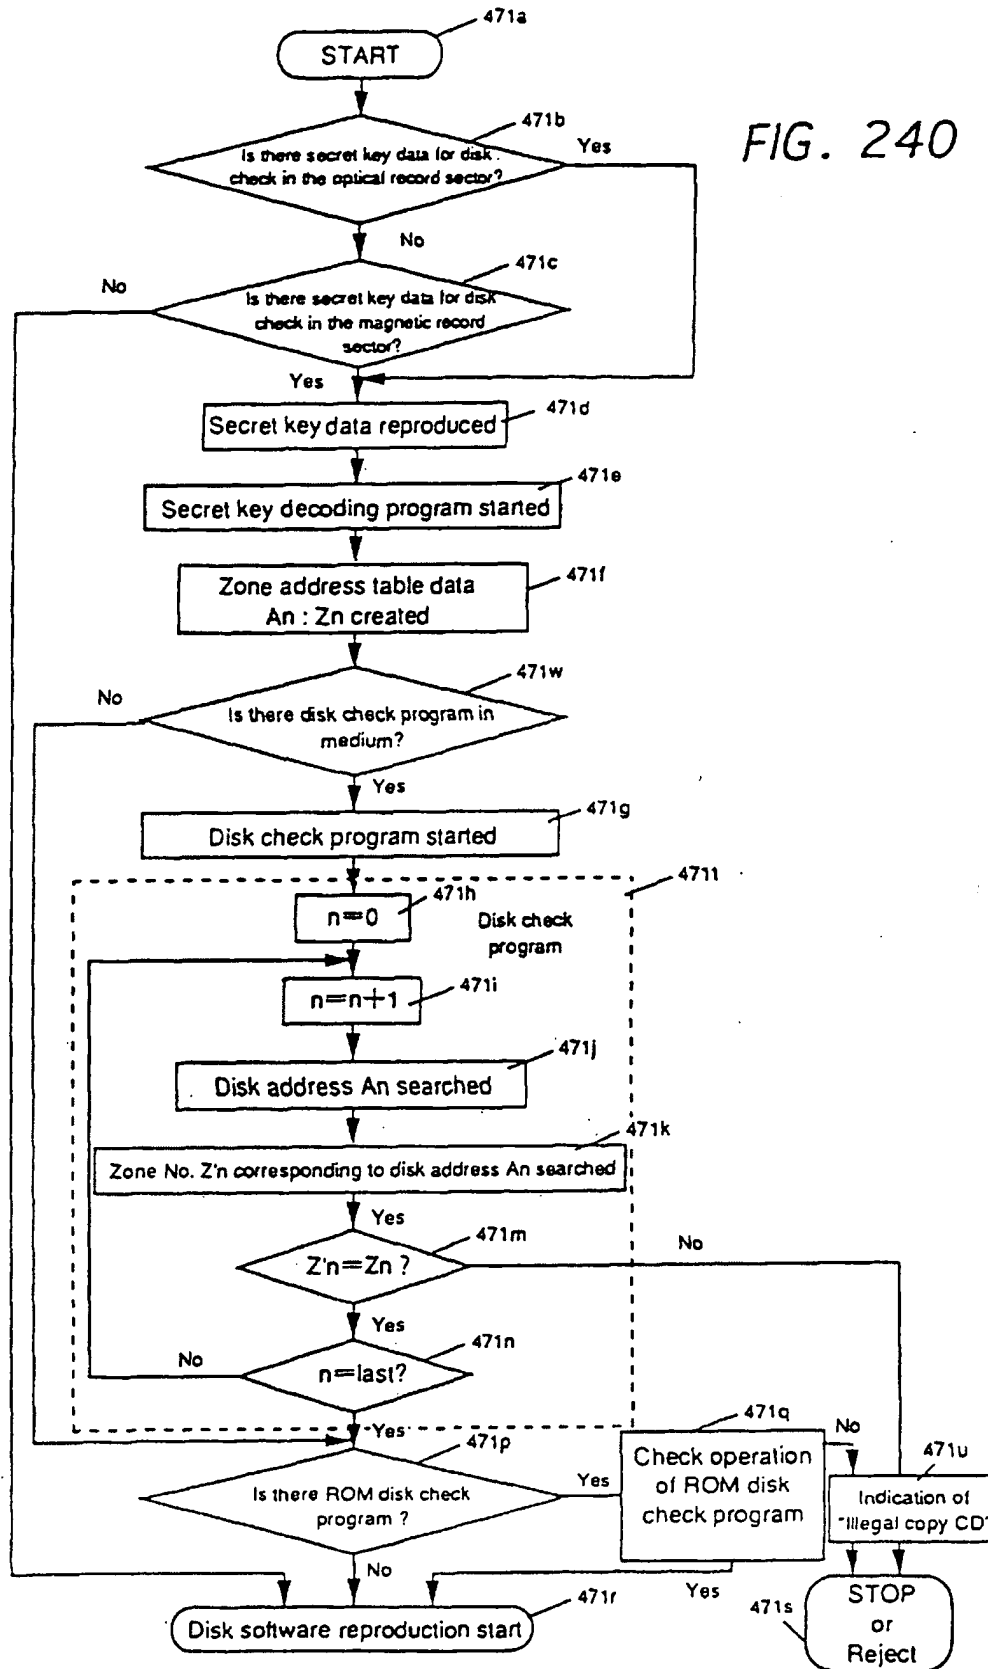 471a
START
FIG. 240
471b
Yes
Is there secret key data for disk
check in the optical record sector?
No
471c
No
Is there secret key data for disk
check in the magnetic record
sector?
Yes
471d
Secret key data reproduced
471e
Secret key decoding program started
471f
Zone address table data
An : Zn created
471w
No
Is there disk check program in
medium?
Yes
471g
Disk check program started
471t
471h
n=0
Disk check
program
471i
n=n+1
471j
Disk address An searched
471k
Zone No. Z'n corresponding to disk address An searched
Yes
471m
No
Z'n=Zn ?
Yes
471n
No
n=last?
Yes
471p
471q
No
471u
Is there ROM disk check
program ?
Yes
Check operation
of ROM disk
check program
Indication of
"Illegal copy CD"
No
Yes
471r
Disk software reproduction start
471s
STOP
or
Reject